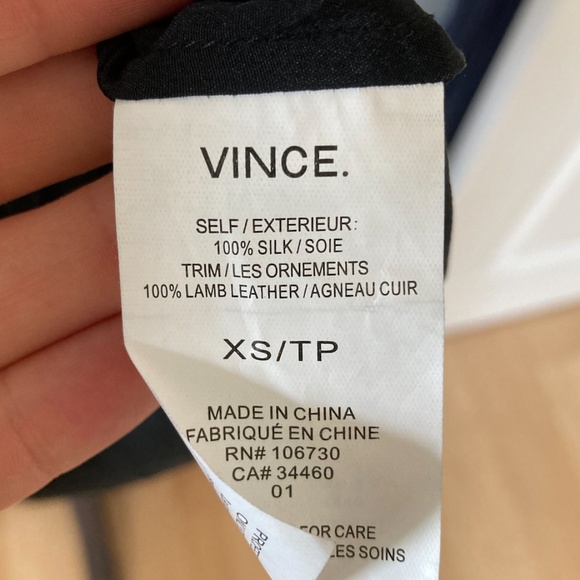 VINCE.
SELF / EXTERIEUR:
100% SILK / SOIE
TRIM / LES ORNEMENTS
100% LAMB LEATHER / AGNEAU CUIR
XS/TP
MADE IN CHINA
FABRIQUÉ EN CHINE
RN# 106730
CA# 34460
01
FOR CARE
LES SOINS